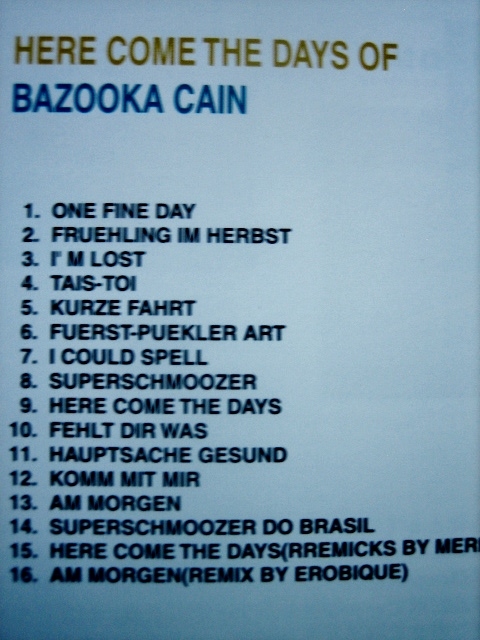 HERE COME THE DAYS OF
BAZOOKA CAIN
1. ONE FINE DAY
2. FRUEHLING IM HERBST
3. I' M LOST
4. TAIS-TOI
5. KURZE FAHRT
6. FUERST-PUEKLER ART
7. I COULD SPELL
8. SUPERSCHMOOZER
9. HERE COME THE DAYS
10. FEHLT DIR WAS
11. HAUPTSACHE GESUND
12. KOMM MIT MIR
13. AM MORGEN
14. SUPERSCHMOOZER DO BRASIL
15. HERE COME THE DAYS(RREMICKS BY
16. AM MORGEN(REMIX BY EROBIQUE)